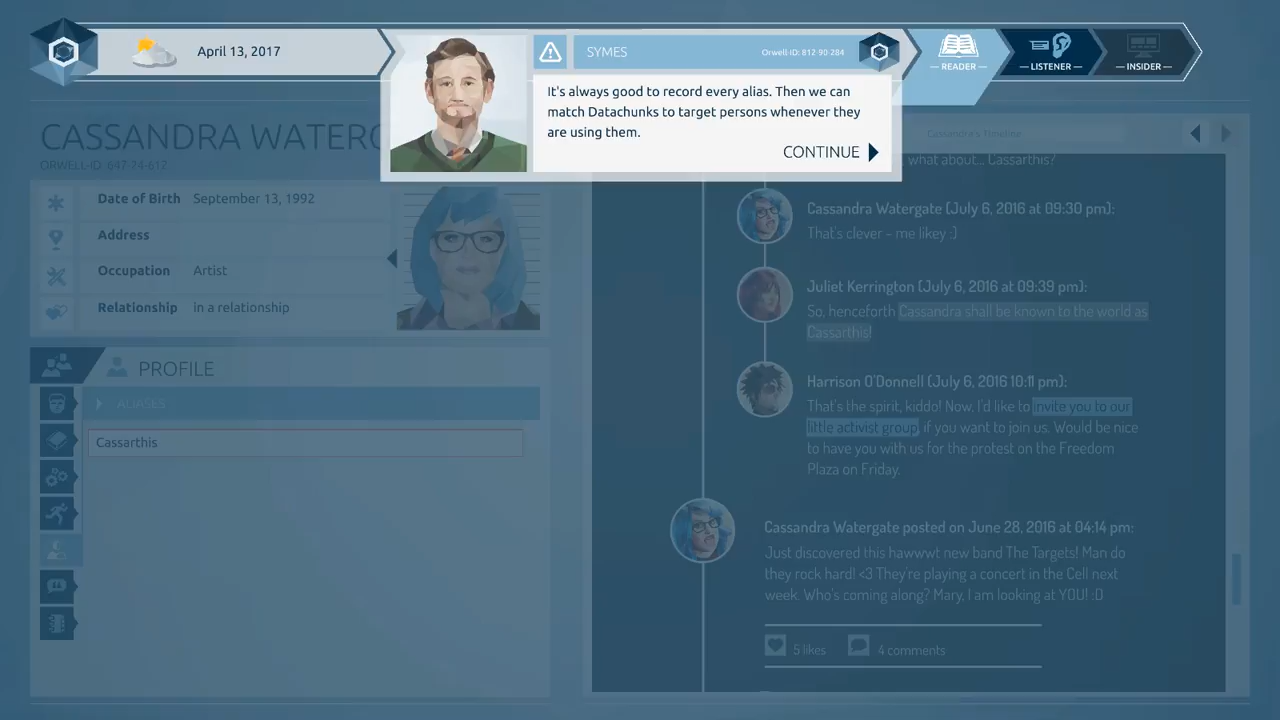 April 13, 2017
SYMES
Orwell-ID: 812-90 284
It's always good to record every alias. Then we can
match Datachunks to target persons whenever they
are using them.
CONTINUE
— READER —
— LISTENER —
— INSIDER —
CASSANDRA WATERG
ORWELL-ID: 647-24-612
Date of Birth September 13, 1992
Address
Occupation Artist
Relationship in a relationship
PROFILE
ALIASES
Cassarthis
Cassandra's Timeline
what about... Cassarthis?
Cassandra Watergate (July 6, 2016 at 09:30 pm):
That's clever - me likey :)
Juliet Kerrington (July 6, 2016 at 09:39 pm):
So, henceforth Cassandra shall be known to the world as
Cassarthis!
Harrison O'Donnell (July 6, 2016 10:11 pm):
That's the spirit, kiddo! Now, I'd like to invite you to our
little activist group, if you want to join us. Would be nice
to have you with us for the protest on the Freedom
Plaza on Friday.
Cassandra Watergate posted on June 28, 2016 at 04:14 pm:
Just discovered this hawwwt new band The Targets! Man do
they rock hard! <3 They're playing a concert in the Cell next
week. Who's coming along? Mary, I am looking at YOU! :D
5 likes 4 comments